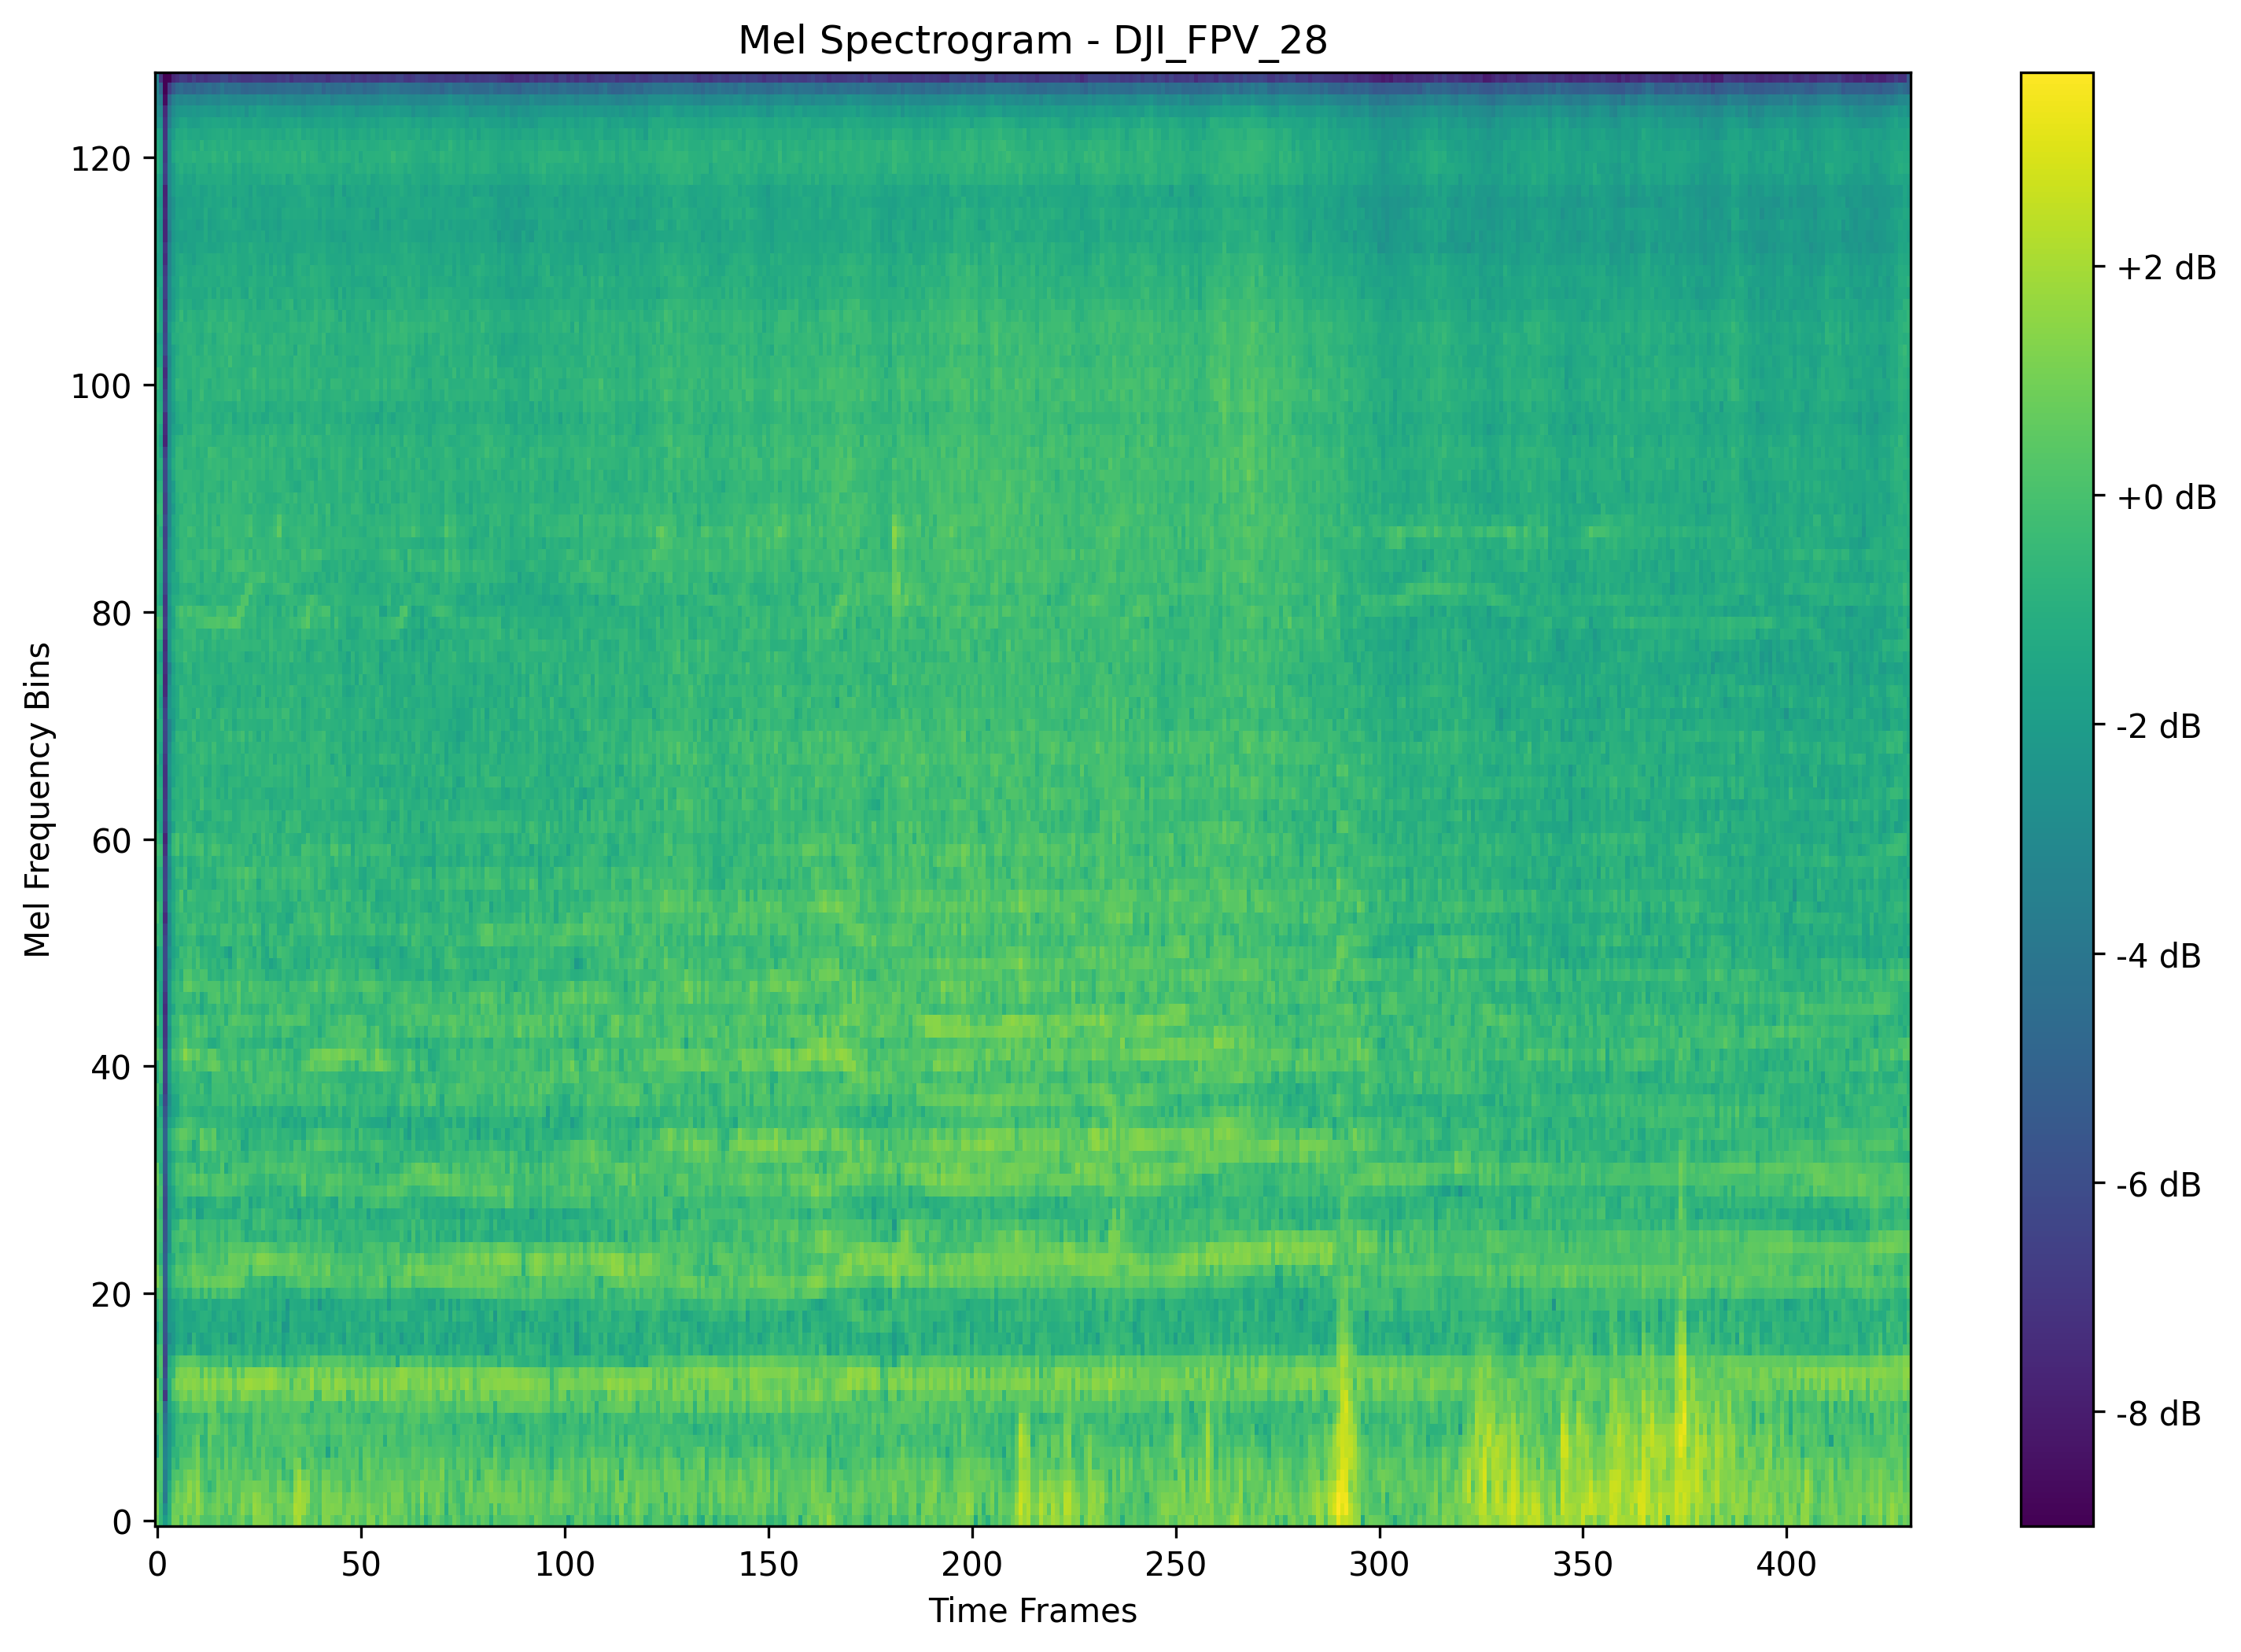 Mel Spectrogram - DJI_FPV_28
Mel Frequency Bins
120
100
80
60
40
20
0
0 50 100 150 200 250 300 350 400
Time Frames
+2 dB
+0 dB
-2 dB
-4 dB
-6 dB
-8 dB